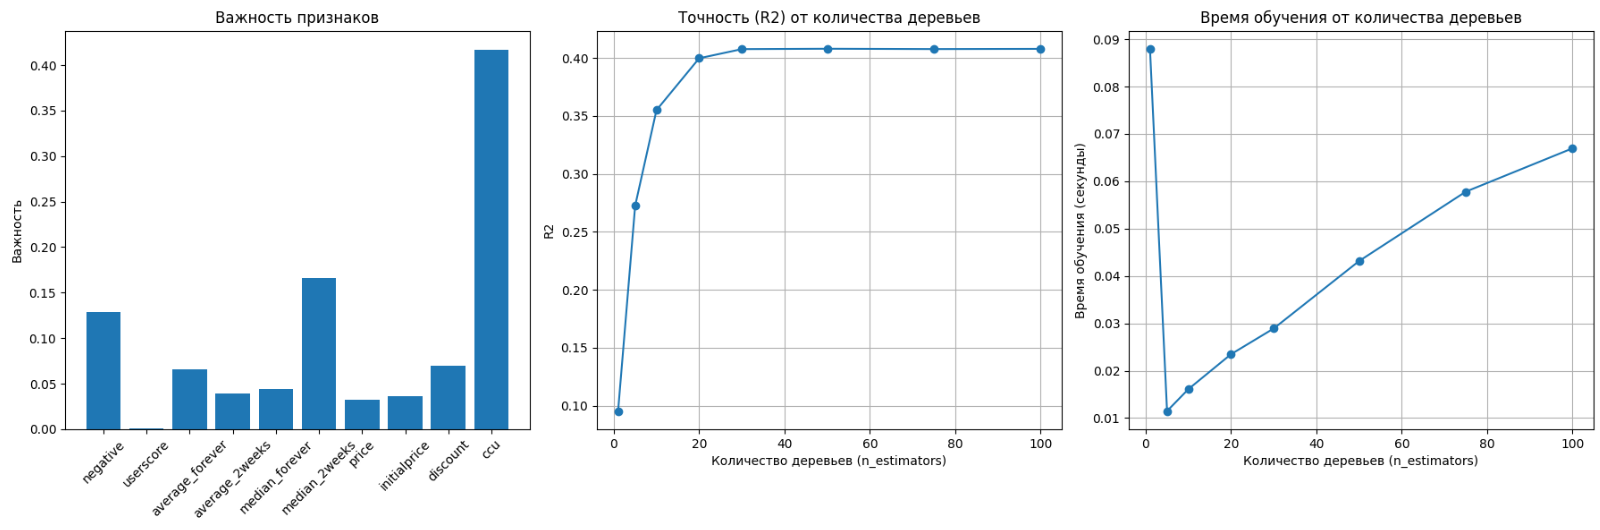 Важность признаков
Важность
0.40
0.35
0.30
0.25
0.20
0.15
0.10
0.05
0.00
negative
userscore
average_forever
average_2weeks
median_forever
median_2weeks
price
initialprice
discount
ccu
Точность (R2) от количества деревьев
R2
0.40
0.35
0.30
0.25
0.20
0.15
0.10
0 20 40 60 80 100
Количество деревьев (n_estimators)
Время обучения от количества деревьев
Время обучения (секунды)
0.09
0.08
0.07
0.06
0.05
0.04
0.03
0.02
0.01
0 20 40 60 80 100
Количество деревьев (n_estimators)